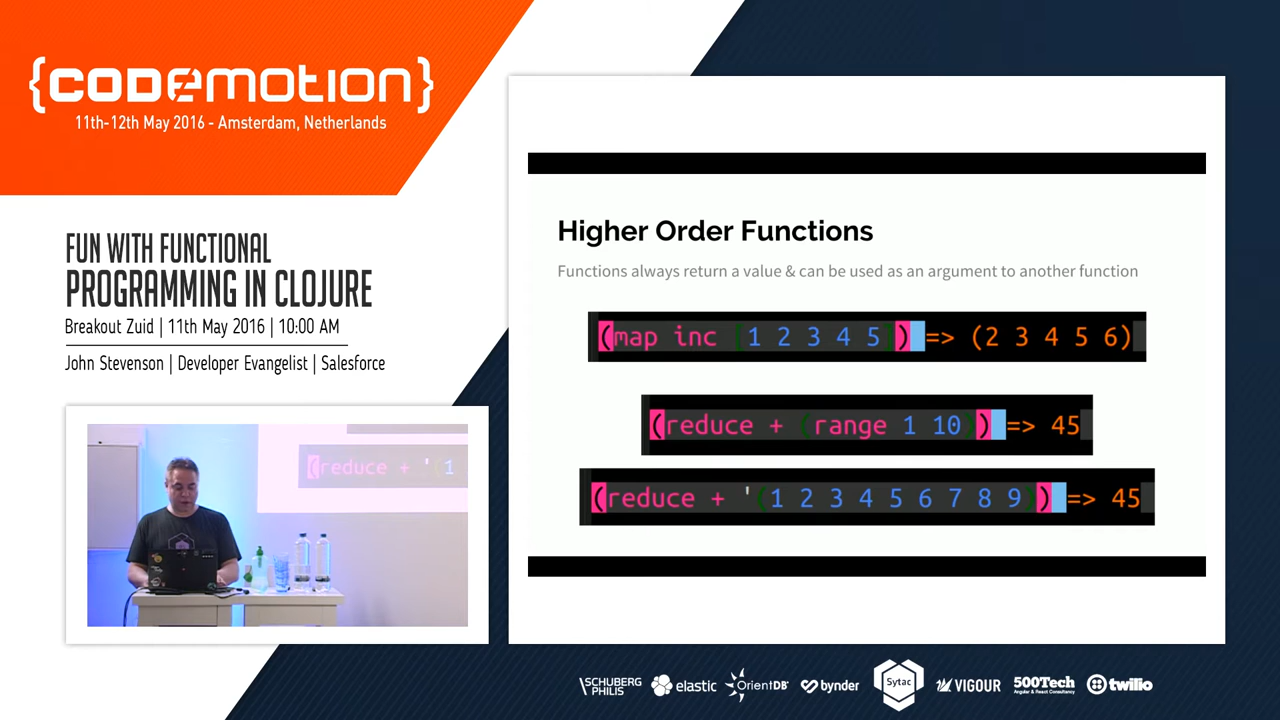 {CODEMOTION}
11th-12th May 2016 - Amsterdam, Netherlands
FUN WITH FUNCTIONAL
PROGRAMMING IN CLOJURE
Breakout Zuid | 11th May 2016 | 10:00 AM
John Stevenson | Developer Evangelist | Salesforce
(reduce + '(1
Higher Order Functions
Functions always return a value & can be used as an argument to another function
(map inc [1 2 3 4 5]) => (2 3 4 5 6)
(reduce + (range 1 10)) => 45
(reduce + '(1 2 3 4 5 6 7 8 9)) => 45
SCHUBERG
PHILIS
elastic
OrientDB
bynder
Sytac
VIGOUR
500Tech
Angular & React Consultancy
twilio